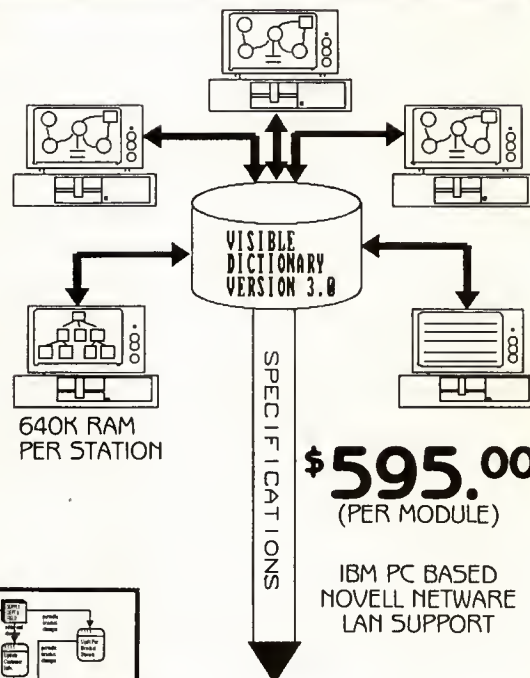 VISIBLE
DICTIONARY
VERSION 3.0
640K RAM
PER STATION
SPECIFICATIONS
$595.00
(PER MODULE)
IBM PC BASED
NOVELL NETWARE
LAN SUPPORT